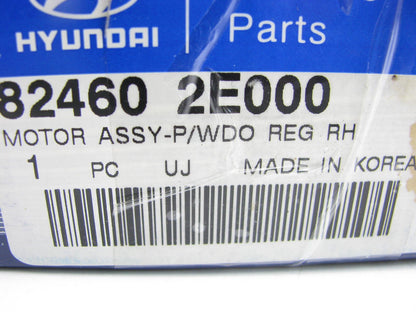 HYUNDAI
Parts
82460 2E000
MOTOR ASSY-P/WDO REG RH
1 PC UJ MADE IN KOREA